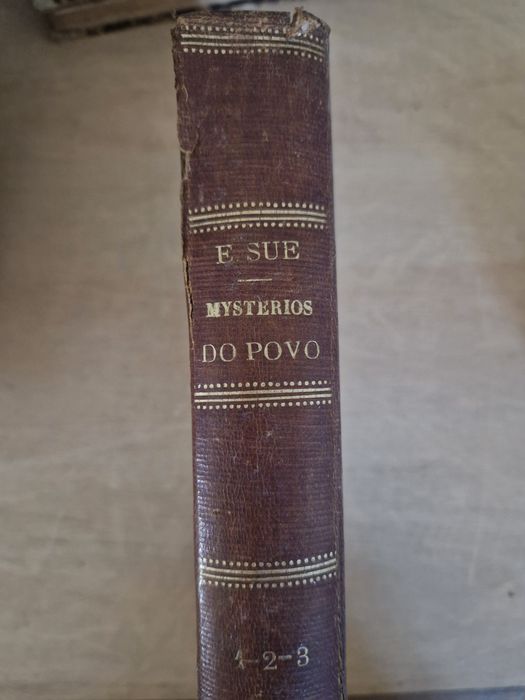 E. SUE
MYSTERIOS
DO POVO
1-2-3